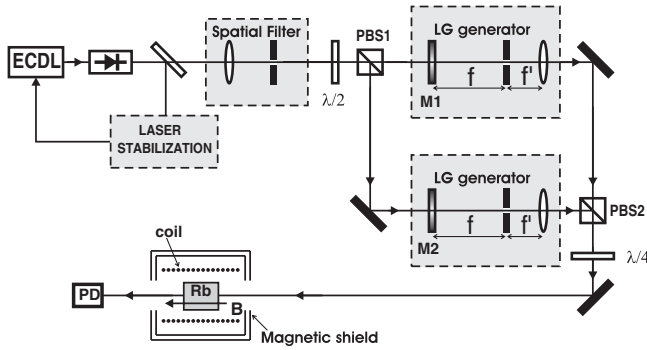 ECDL
LASER
STABILIZATION
Spatial Filter
λ/2
PBS1
LG generator
f
f'
M1
LG generator
f
f'
M2
PBS2
λ/4
coil
PD
Rb
B
Magnetic shield